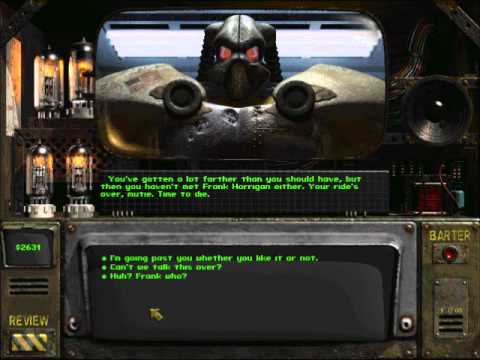 You've gotten a lot farther than you should have, but
then you haven't met Frank Horrigan either. Your ride's
over, mutie. Time to die.
$2631
I'm going past you whether you like it or not.
Can't we talk this over?
Huh? Frank who?
BARTER
REVIEW